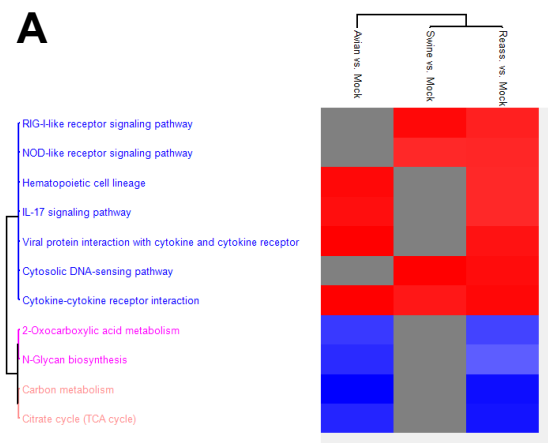 A
Avian vs. Mock
Swine vs. Mock
Reass. vs. Mock
RIG-I-like receptor signaling pathway
NOD-like receptor signaling pathway
Hematopoietic cell lineage
IL-17 signaling pathway
Viral protein interaction with cytokine and cytokine receptor
Cytosolic DNA-sensing pathway
Cytokine-cytokine receptor interaction
2-Oxocarboxylic acid metabolism
N-Glycan biosynthesis
Carbon metabolism
Citrate cycle (TCA cycle)